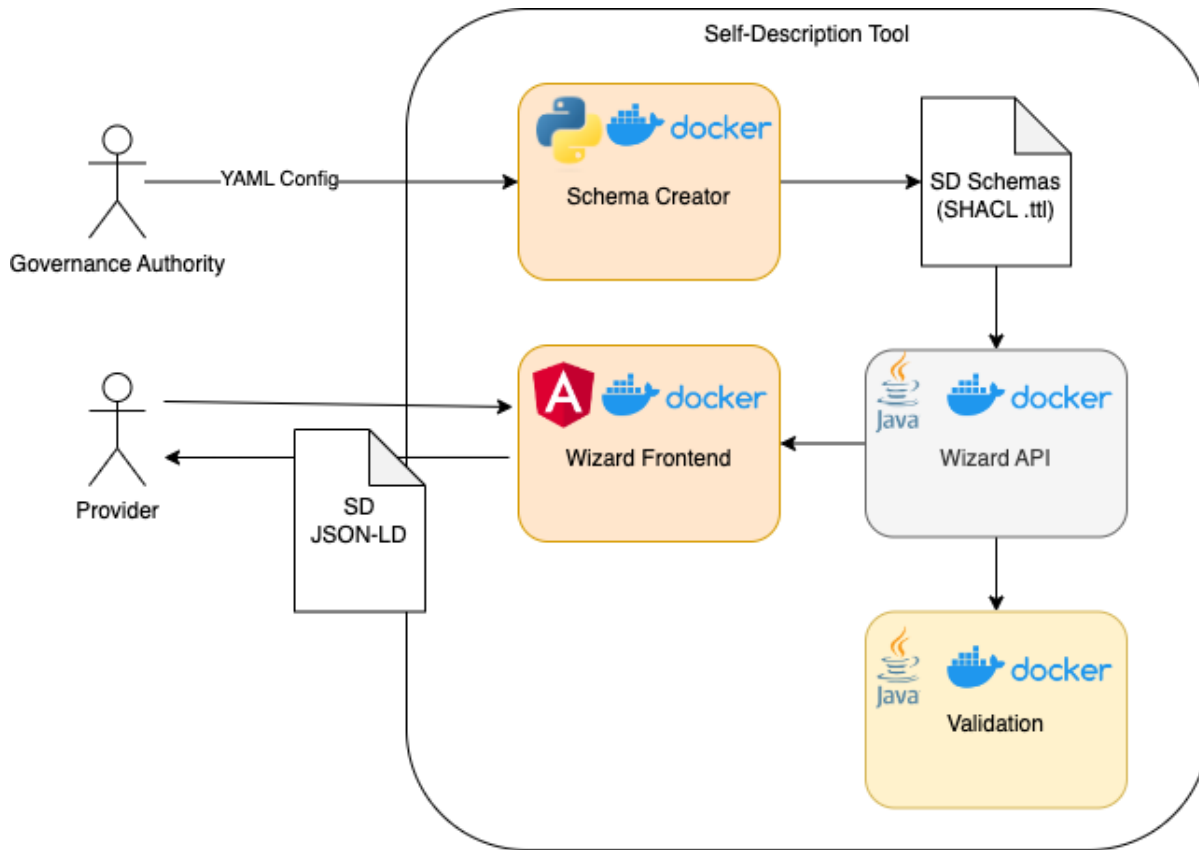 Self-Description Tool
docker
Schema Creator
YAML Config
SD Schemas
(SHACL .ttl)
Governance Authority
docker
Wizard Frontend
Java
docker
Wizard API
Provider
SD
JSON-LD
Java
docker
Validation